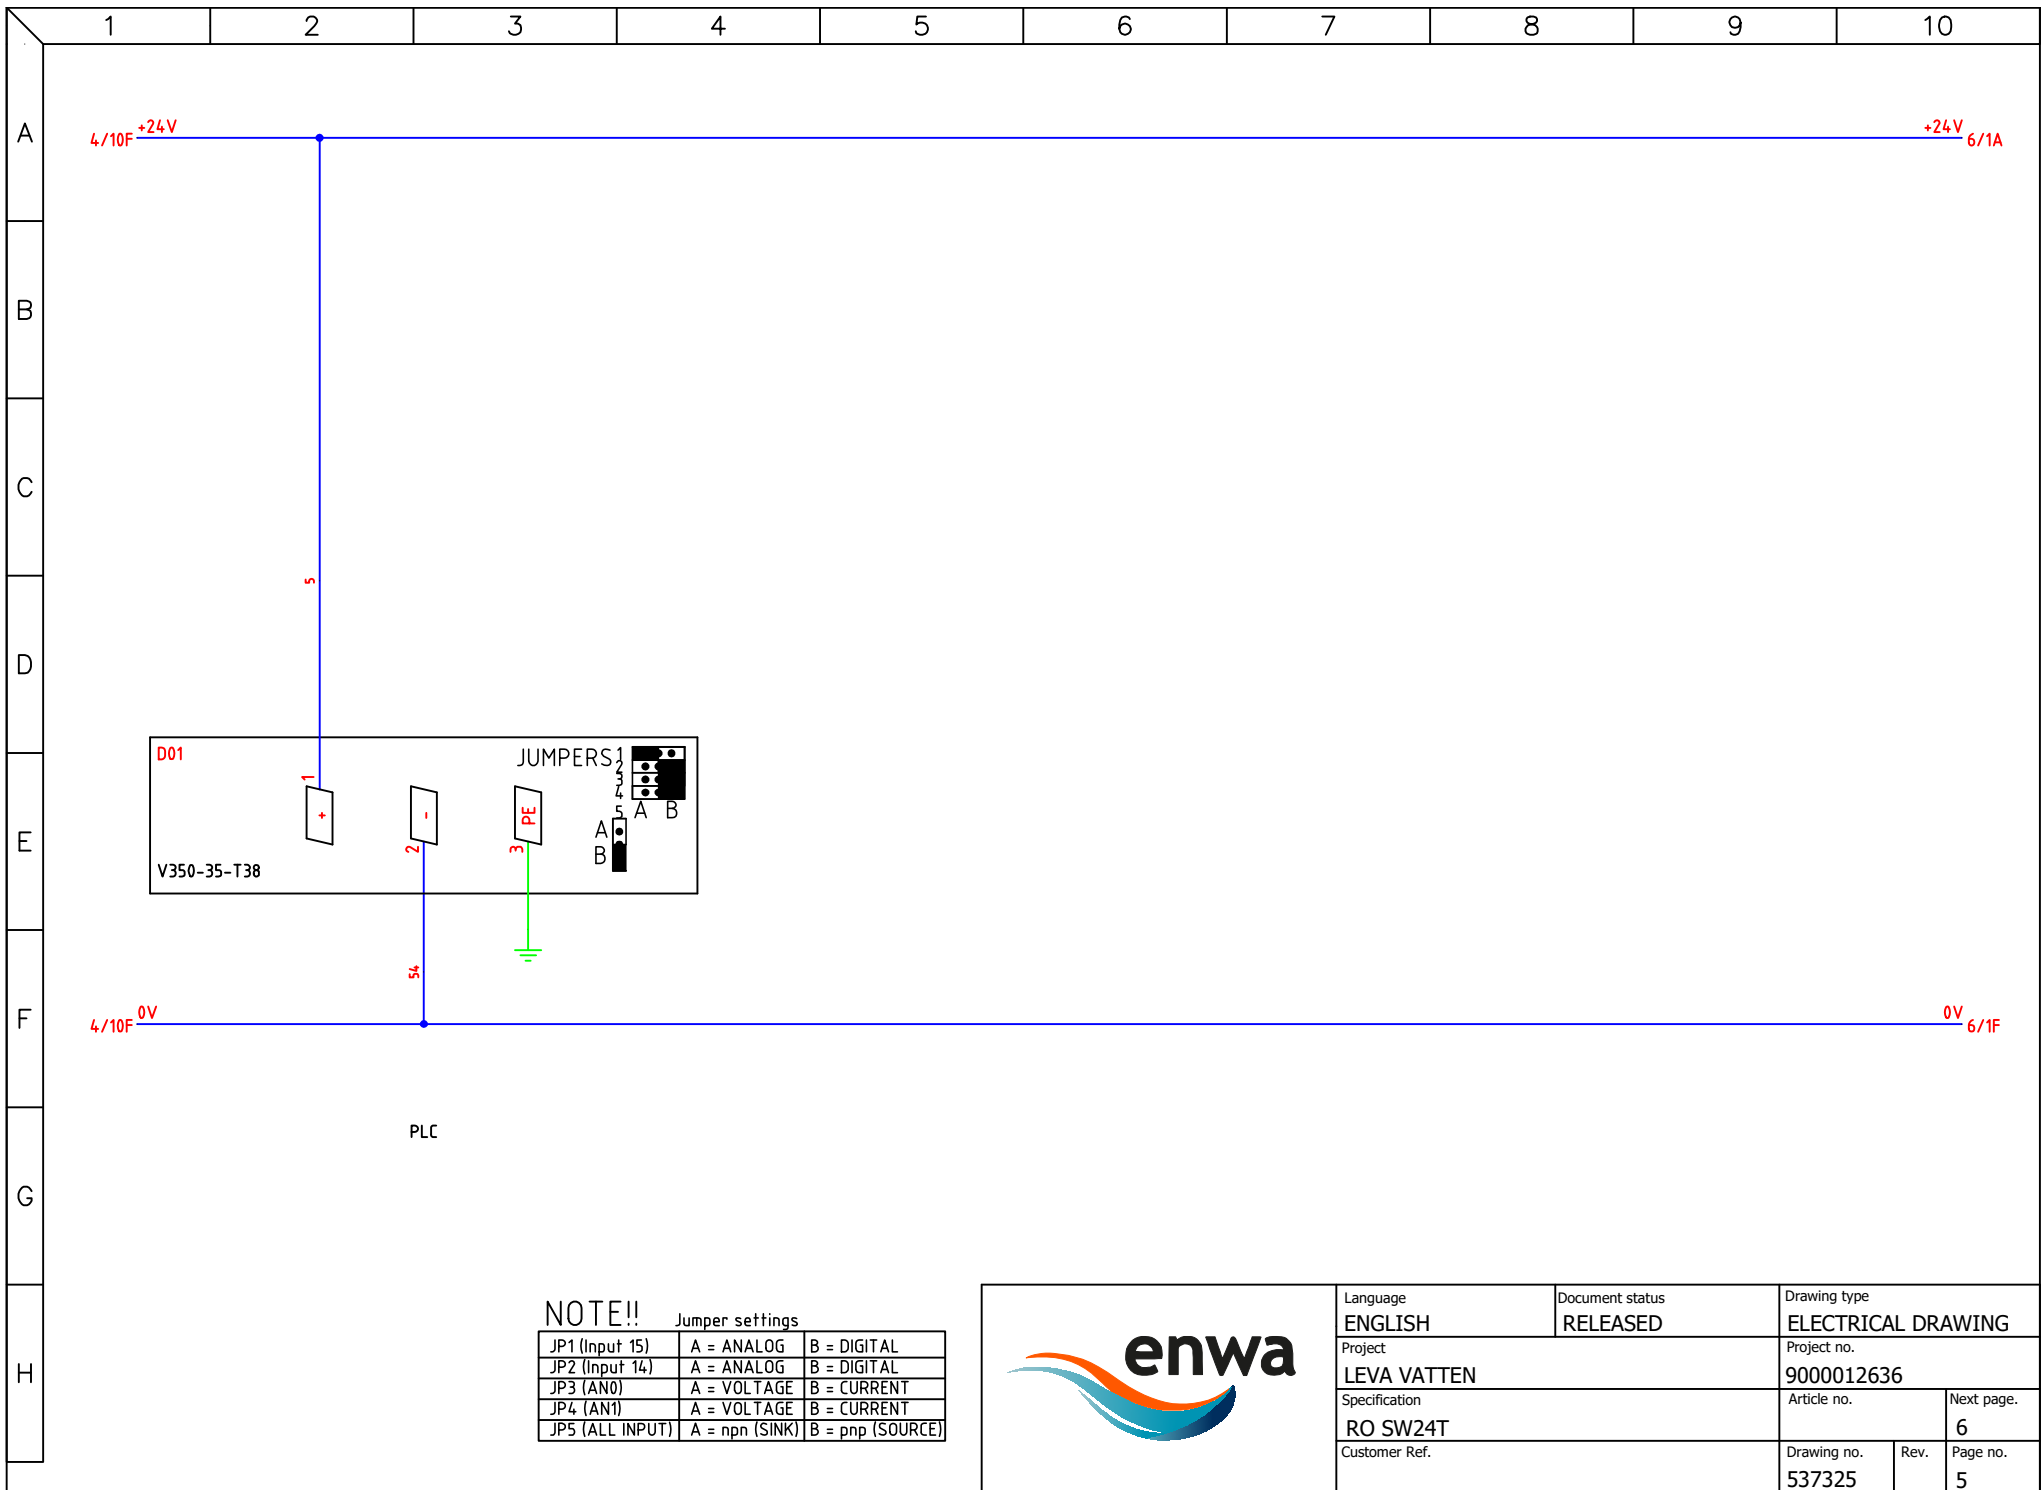 1 2 3 4 5 6 7 8 9 10
A
+24V
4/10F
+24V
6/1A
B
C
5
D
D01
JUMPERS 1
2
3
4
5
A B
1
+
-
PE
2
3
A
B
E
V350-35-T38
54
F
0V
4/10F
0V
6/1F
PLC
G
H
NOTE!! Jumper settings
JP1 (Input 15) A = ANALOG B = DIGITAL
JP2 (Input 14) A = ANALOG B = DIGITAL
JP3 (AN0) A = VOLTAGE B = CURRENT
JP4 (AN1) A = VOLTAGE B = CURRENT
JP5 (ALL INPUT) A = npn (SINK) B = pnp (SOURCE)
enwa
Language Document status Drawing type
ENGLISH RELEASED ELECTRICAL DRAWING
Project Project no.
LEVA VATTEN 9000012636
Specification Article no. Next page.
RO SW24T 6
Customer Ref. Drawing no. Rev. Page no.
537325 5